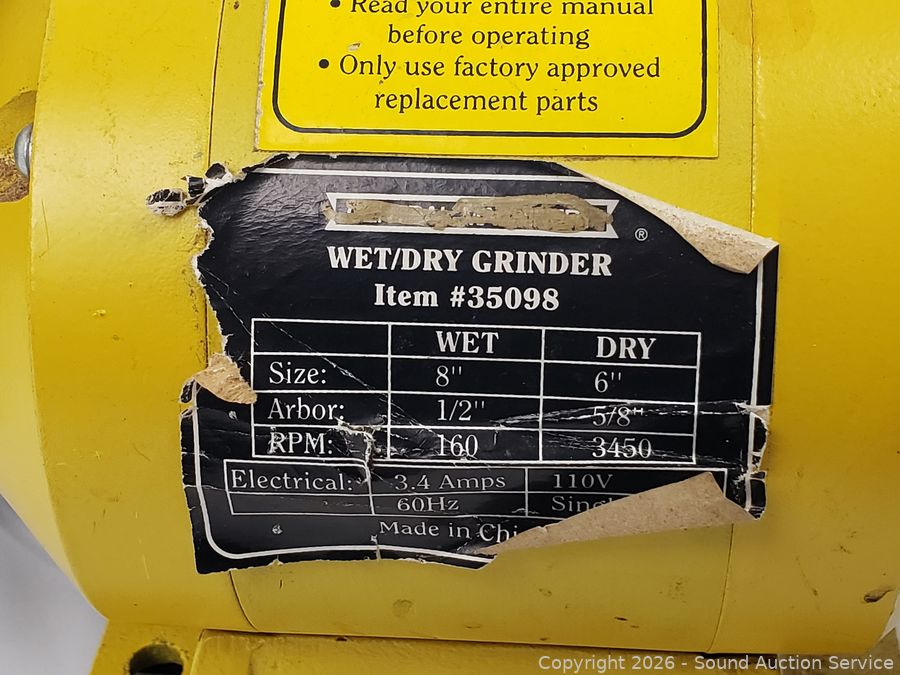 • Read your entire manual
before operating
• Only use factory approved
replacement parts
®
WET/DRY GRINDER
Item #35098
WET DRY
Size: 8" 6"
Arbor: 1/2" 5/8"
RPM: 160 3450
Electrical: 3.4 Amps 110V
60Hz
Made in
Copyright 2026 - Sound Auction Service